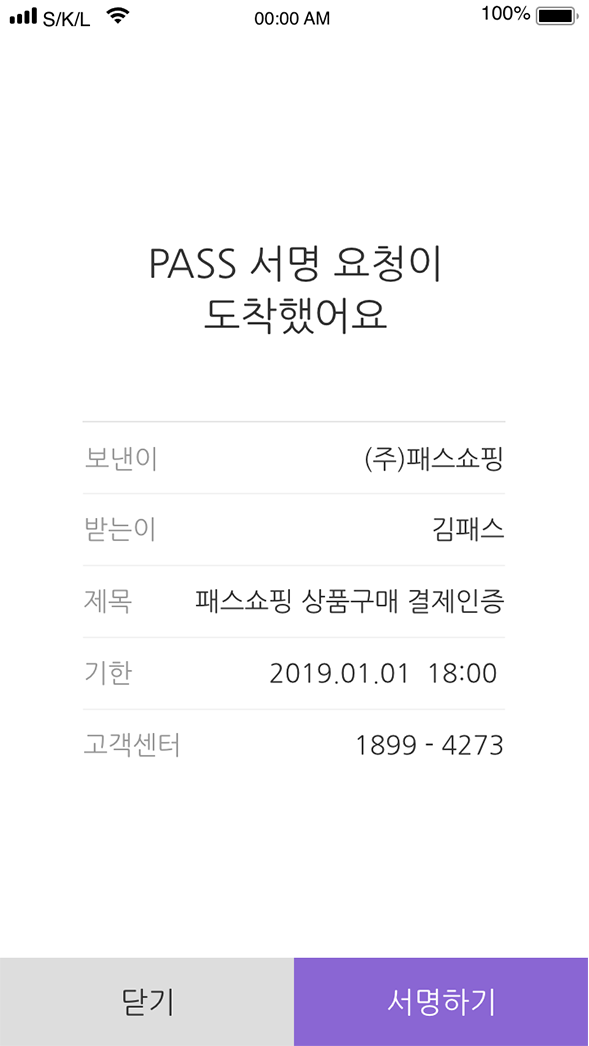 S/K/L 00:00 AM 100%
PASS 서명 요청이
도착했어요
보낸이 (주)패스쇼핑
받는이 김패스
제목 패스쇼핑 상품구매 결제인증
기한 2019.01.01 18:00
고객센터 1899 - 4273
닫기 서명하기